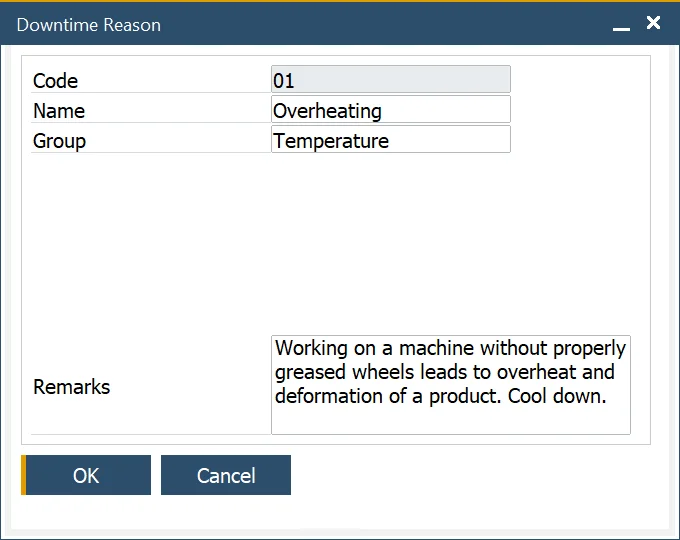 Downtime Reason
Code 01
Name Overheating
Group Temperature
Remarks
Working on a machine without properly
greased wheels leads to overheat and
deformation of a product. Cool down.
OK Cancel